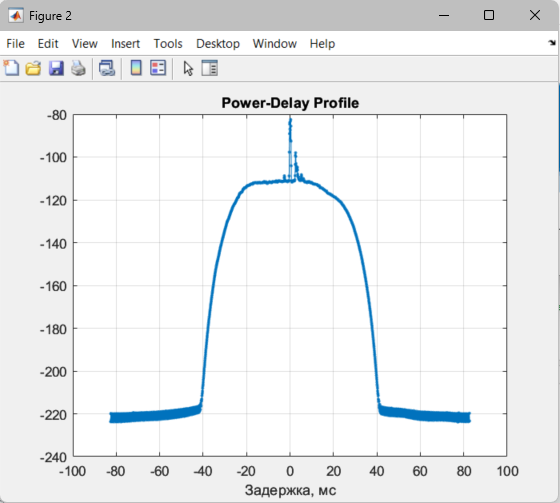 Figure 2
File Edit View Insert Tools Desktop Window Help
Power-Delay Profile
-80
-100
-120
-140
-160
-180
-200
-220
-240
-100 -80 -60 -40 -20 0 20 40 60 80 100
Задержка, мс